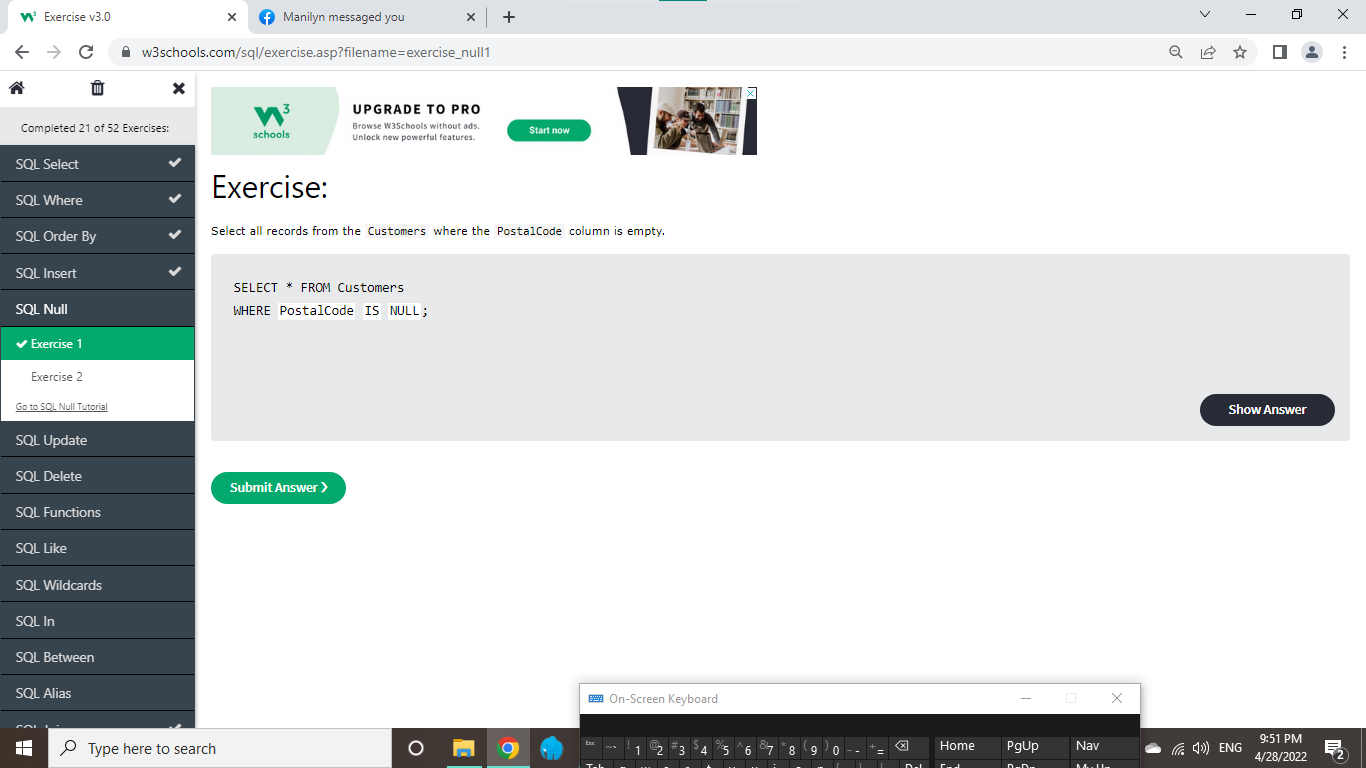 Exercise v3.0
Manilyn messaged you
w3schools.com/sql/exercise.asp?filename=exercise_null1
Completed 21 of 52 Exercises:
SQL Select
SQL Where
SQL Order By
SQL Insert
SQL Null
Exercise 1
Exercise 2
Go to SQL Null Tutorial
SQL Update
SQL Delete
SQL Functions
SQL Like
SQL Wildcards
SQL In
SQL Between
SQL Alias
W3 schools
UPGRADE TO PRO
Browse W3Schools without ads.
Unlock new powerful features.
Start now
Exercise:
Select all records from the Customers where the PostalCode column is empty.
SELECT * FROM Customers
WHERE PostalCode IS NULL;
Show Answer
Submit Answer ❯
On-Screen Keyboard
Esc ~ ` ! 1 @ 2 # 3 $ 4 % 5 ^ 6 & 7 * 8 ( 9 ) 0 _ - + = Home PgUp Nav
Type here to search
ENG
9:51 PM
4/28/2022
2